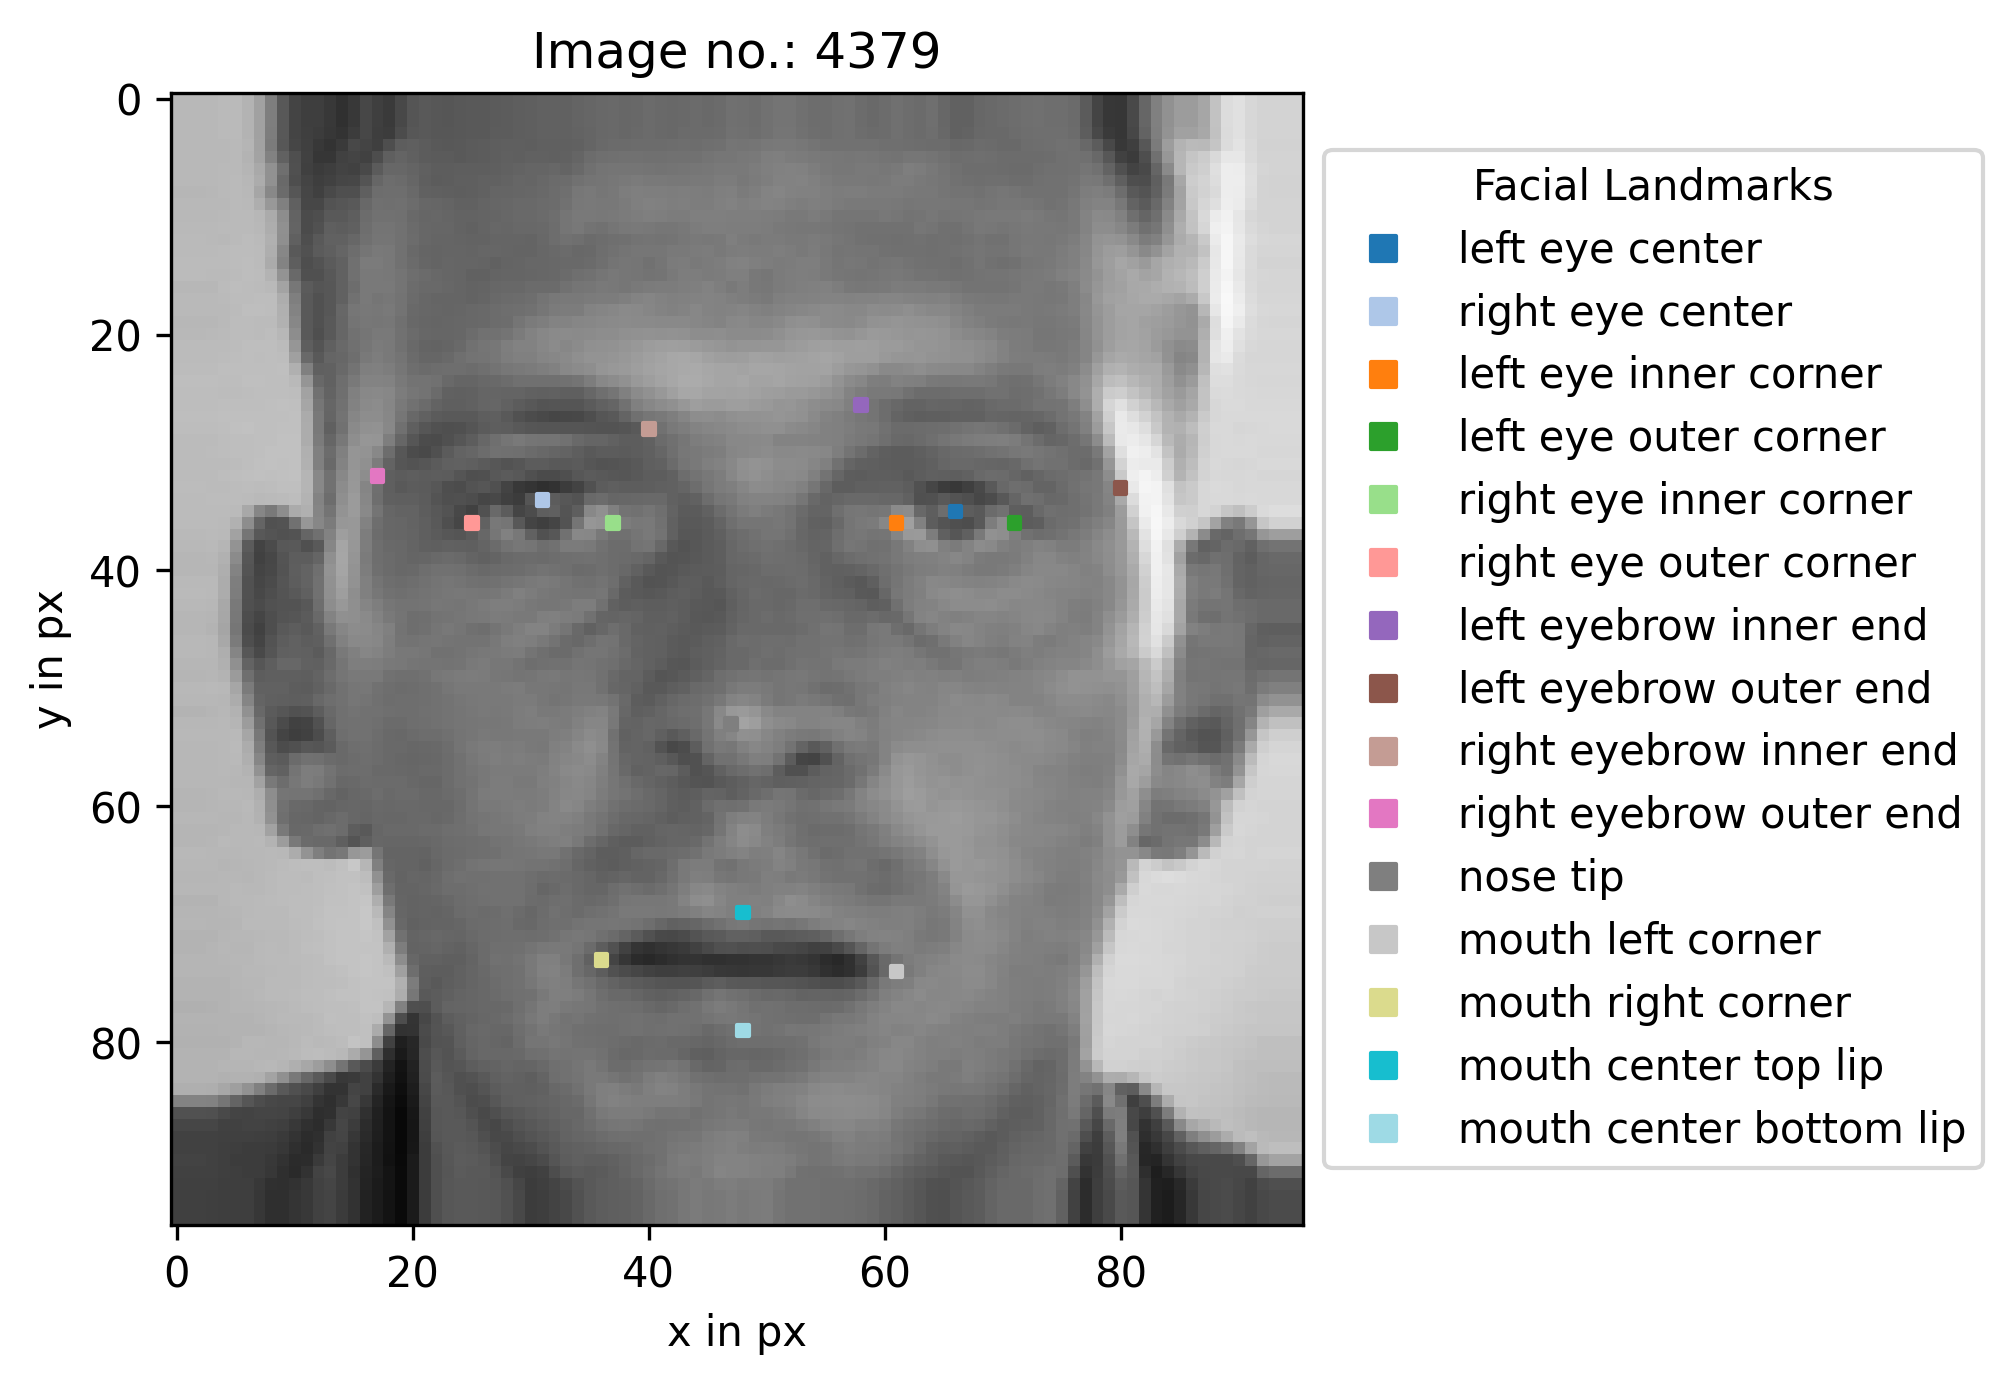 Image no.: 4379
0
20
40
60
80
y in px
0 20 40 60 80
x in px
Facial Landmarks
left eye center
right eye center
left eye inner corner
left eye outer corner
right eye inner corner
right eye outer corner
left eyebrow inner end
left eyebrow outer end
right eyebrow inner end
right eyebrow outer end
nose tip
mouth left corner
mouth right corner
mouth center top lip
mouth center bottom lip